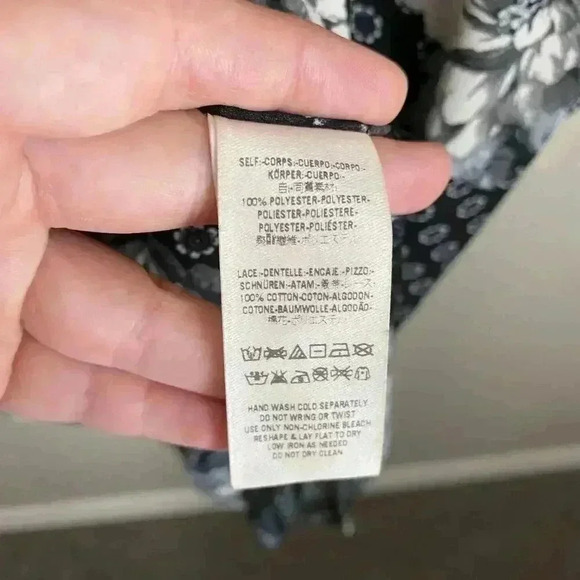 SELF:-CORPS:-CUERPO:-CORPO:-
KÖRPER:-CUERPO:-
100% POLYESTER-POLYESTER-
POLIÉSTER-POLIESTERE-
POLYESTER-POLIÉSTER-
LACE:-DENTELLE:-ENCAJE-PIZZO:-
SCHNÜREN:-ATAM:-
100% COTTON-COTON-ALGODON-
COTONE-BAUMWOLLE-ALGODÃO-
HAND WASH COLD SEPARATELY
DO NOT WRING OR TWIST
USE ONLY NON-CHLORINE BLEACH
RESHAPE & LAY FLAT TO DRY
LOW IRON AS NEEDED
DO NOT DRY CLEAN